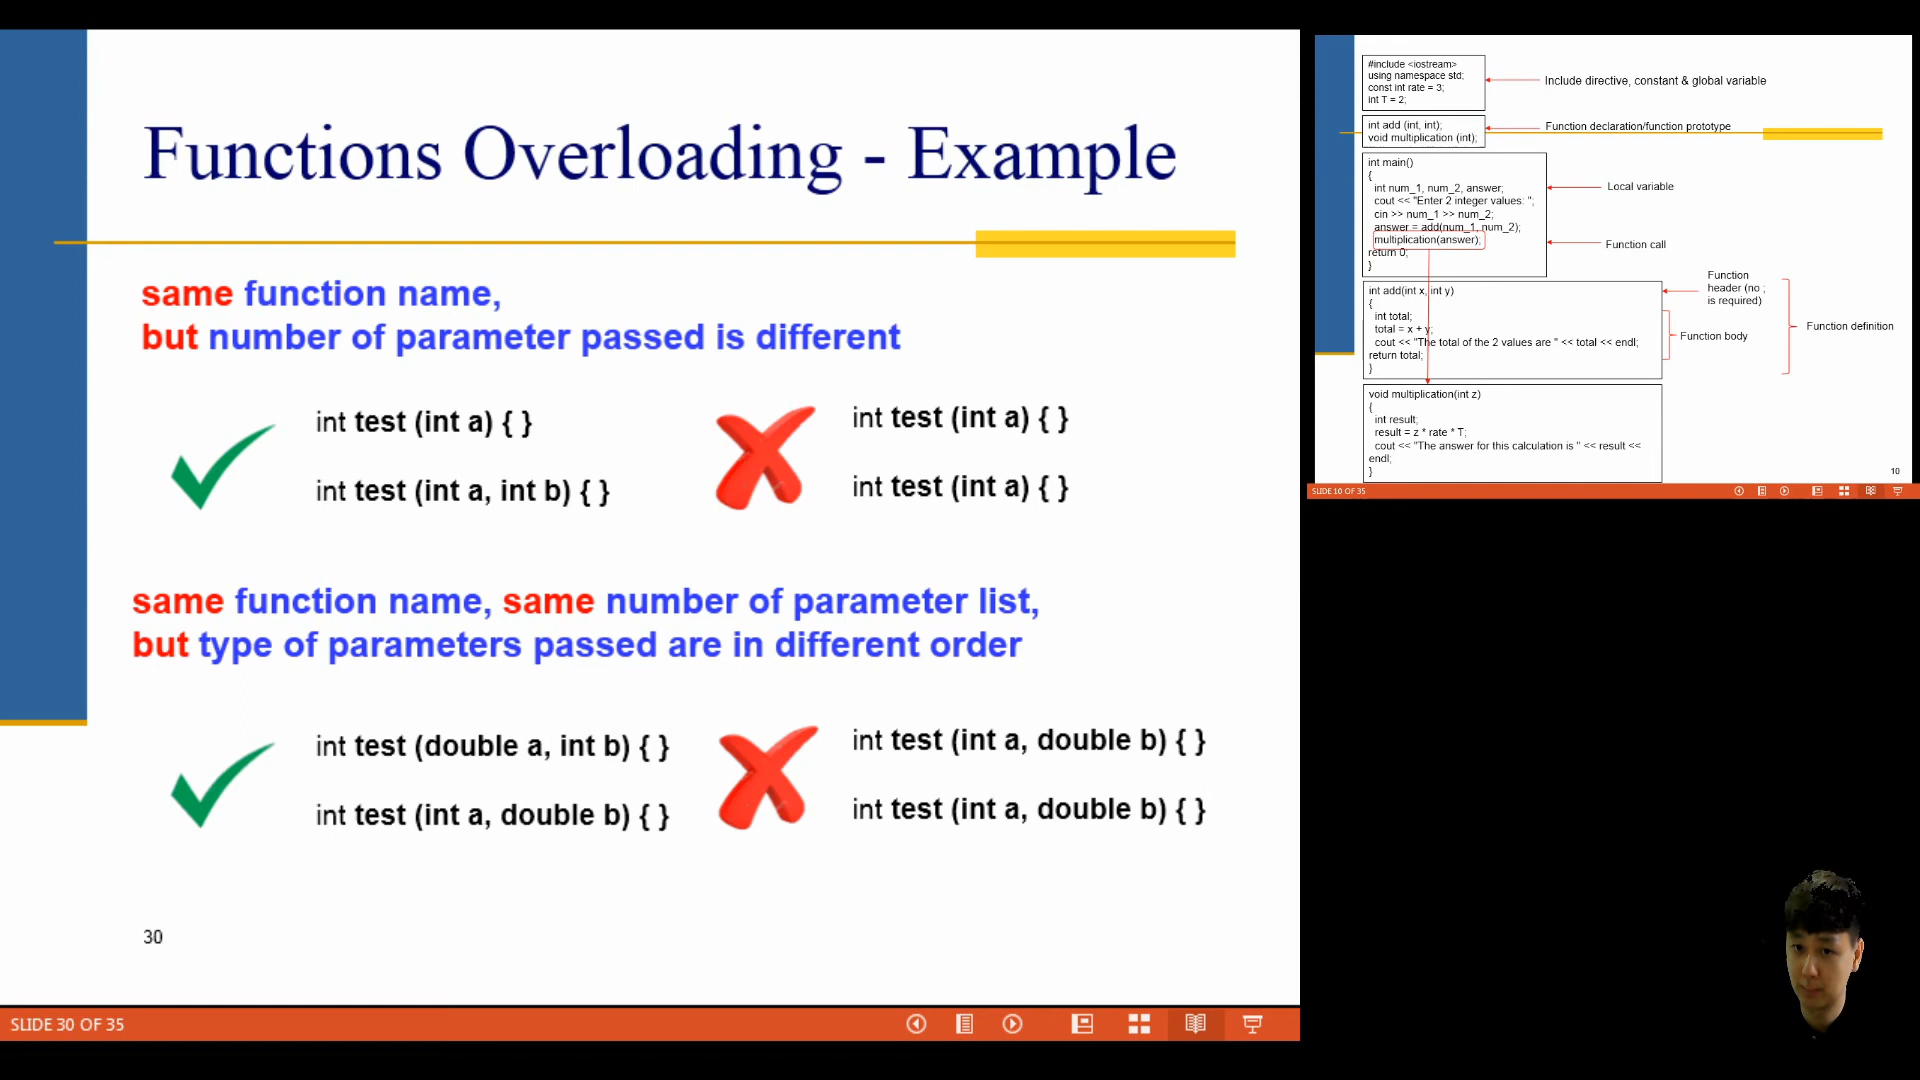 Functions Overloading - Example
same function name,
but number of parameter passed is different
int test (int a) { }
int test (int a, int b) { }
int test (int a) { }
int test (int a) { }
same function name, same number of parameter list,
but type of parameters passed are in different order
int test (double a, int b) { }
int test (int a, double b) { }
int test (int a, double b) { }
int test (int a, double b) { }
30
SLIDE 30 OF 35
#include <iostream>
using namespace std;
const int rate = 3;
int T = 2;
Include directive, constant & global variable
int add (int, int);
void multiplication (int);
Function declaration/function prototype
int main()
{
int num_1, num_2, answer;
cout << "Enter 2 integer values: ";
cin >> num_1 >> num_2;
answer = add(num_1, num_2);
multiplication(answer);
return 0;
}
Local variable
Function call
int add(int x, int y)
{
int total;
total = x + y;
cout << "The total of the 2 values are " << total << endl;
return total;
}
Function
header (no ;
is required)
Function body
Function definition
void multiplication(int z)
{
int result;
result = z * rate * T;
cout << "The answer for this calculation is " << result <<
endl;
}
10
SLIDE 10 OF 35